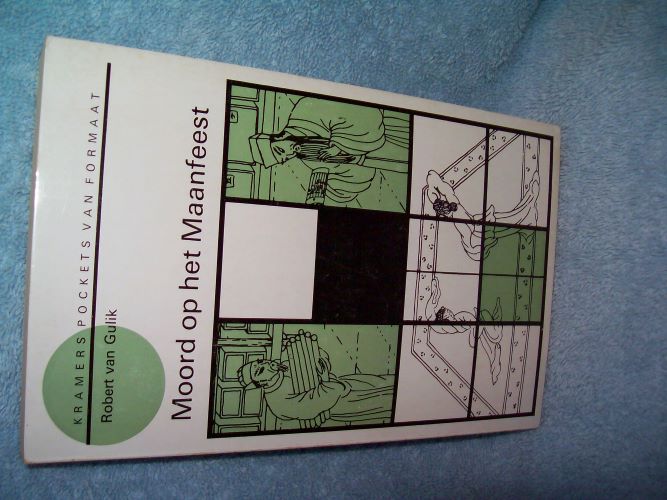 KRAMERS POCKETS VAN FORMAAT
Robert van Gulik
Moord op het Maanfeest